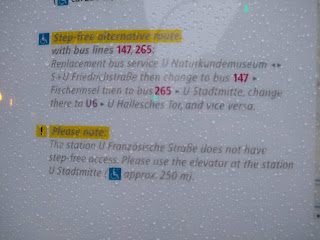 Step-free alternative route
with bus lines 147, 265:
Replacement bus service U Naturkundemuseum ↔
S+U Friedrichstraße then change to bus 147 ▸
Fischerinsel then to bus 265 ▸ U Stadtmitte, change
there to U6 ▸ U Hallesches Tor, and vice versa.
! Please note:
The station U Französische Straße does not have
step-free access. Please use the elevator at the station
U Stadtmitte ( approx. 250 m).